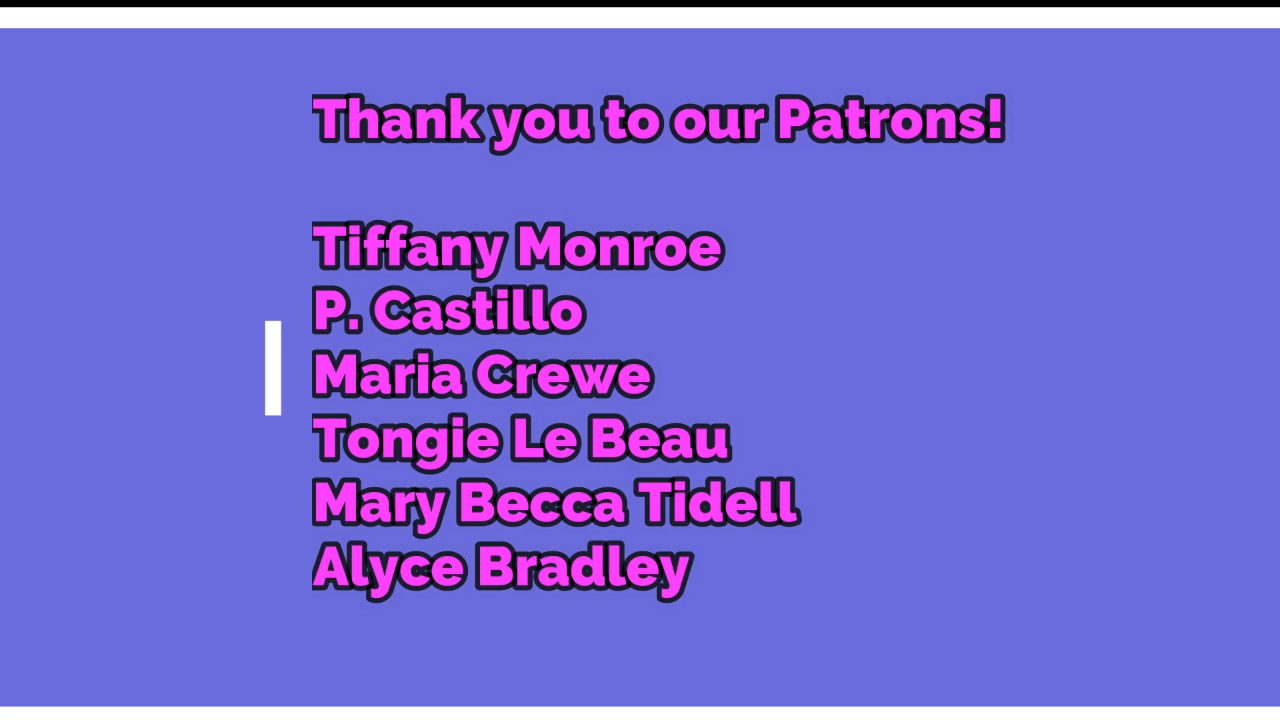 Thank you to our Patrons!
Tiffany Monroe
P. Castillo
Maria Crewe
Tongie Le Beau
Mary Becca Tidell
Alyce Bradley